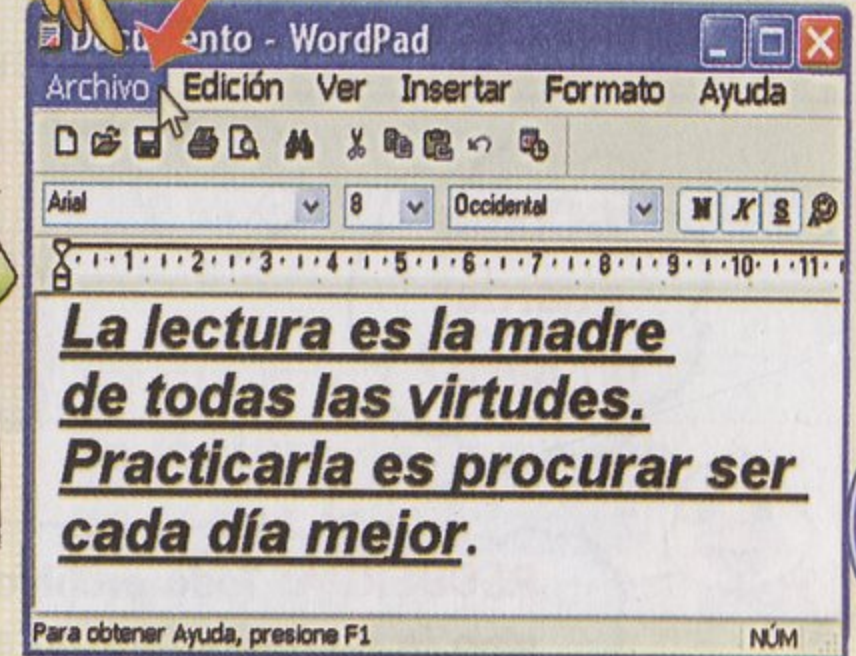 Documento - WordPad
Archivo Edición Ver Insertar Formato Ayuda
Arial 8 Occidental N K S
1 2 3 4 5 6 7 8 9 10 11
La lectura es la madre
de todas las virtudes.
Practicarla es procurar ser
cada día mejor.
Para obtener Ayuda, presione F1 NÚM